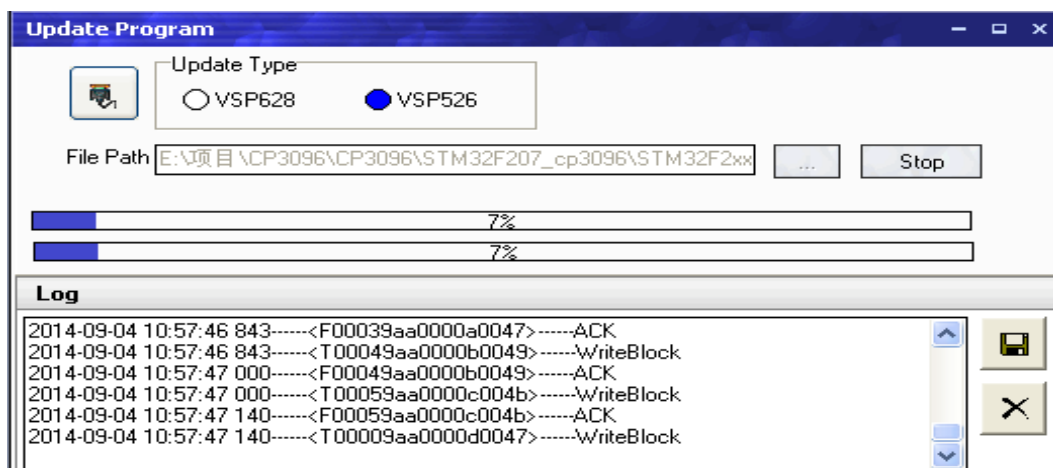 Update Program
Update Type
VSP628 VSP526
File Path E:\项目\CP3096\CP3096\STM32F207_cp3096\STM32F2xx ... Stop
7%
7%
Log
2014-09-04 10:57:46 843-----<F00039aa0000a0047>-----ACK
2014-09-04 10:57:46 843-----<T00049aa0000b0049>-----WriteBlock
2014-09-04 10:57:47 000-----<F00049aa0000b0049>-----ACK
2014-09-04 10:57:47 000-----<T00059aa0000c004b>-----WriteBlock
2014-09-04 10:57:47 140-----<F00059aa0000c004b>-----ACK
2014-09-04 10:57:47 140-----<T00009aa0000d0047>-----WriteBlock